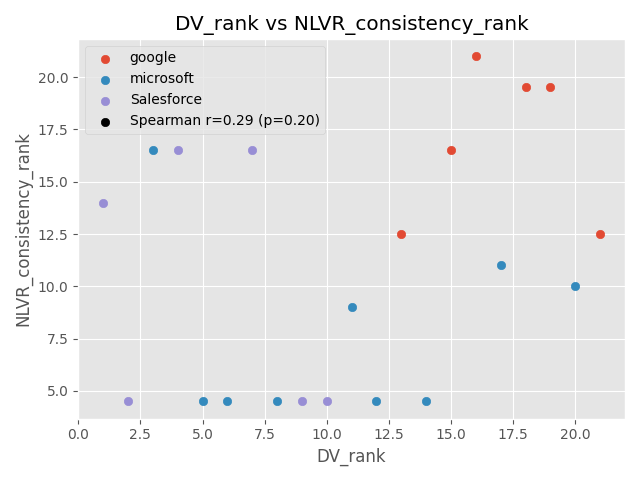 DV_rank vs NLVR_consistency_rank
google
microsoft
Salesforce
Spearman r=0.29 (p=0.20)
NLVR_consistency_rank
20.0
17.5
15.0
12.5
10.0
7.5
5.0
0.0 2.5 5.0 7.5 10.0 12.5 15.0 17.5 20.0
DV_rank